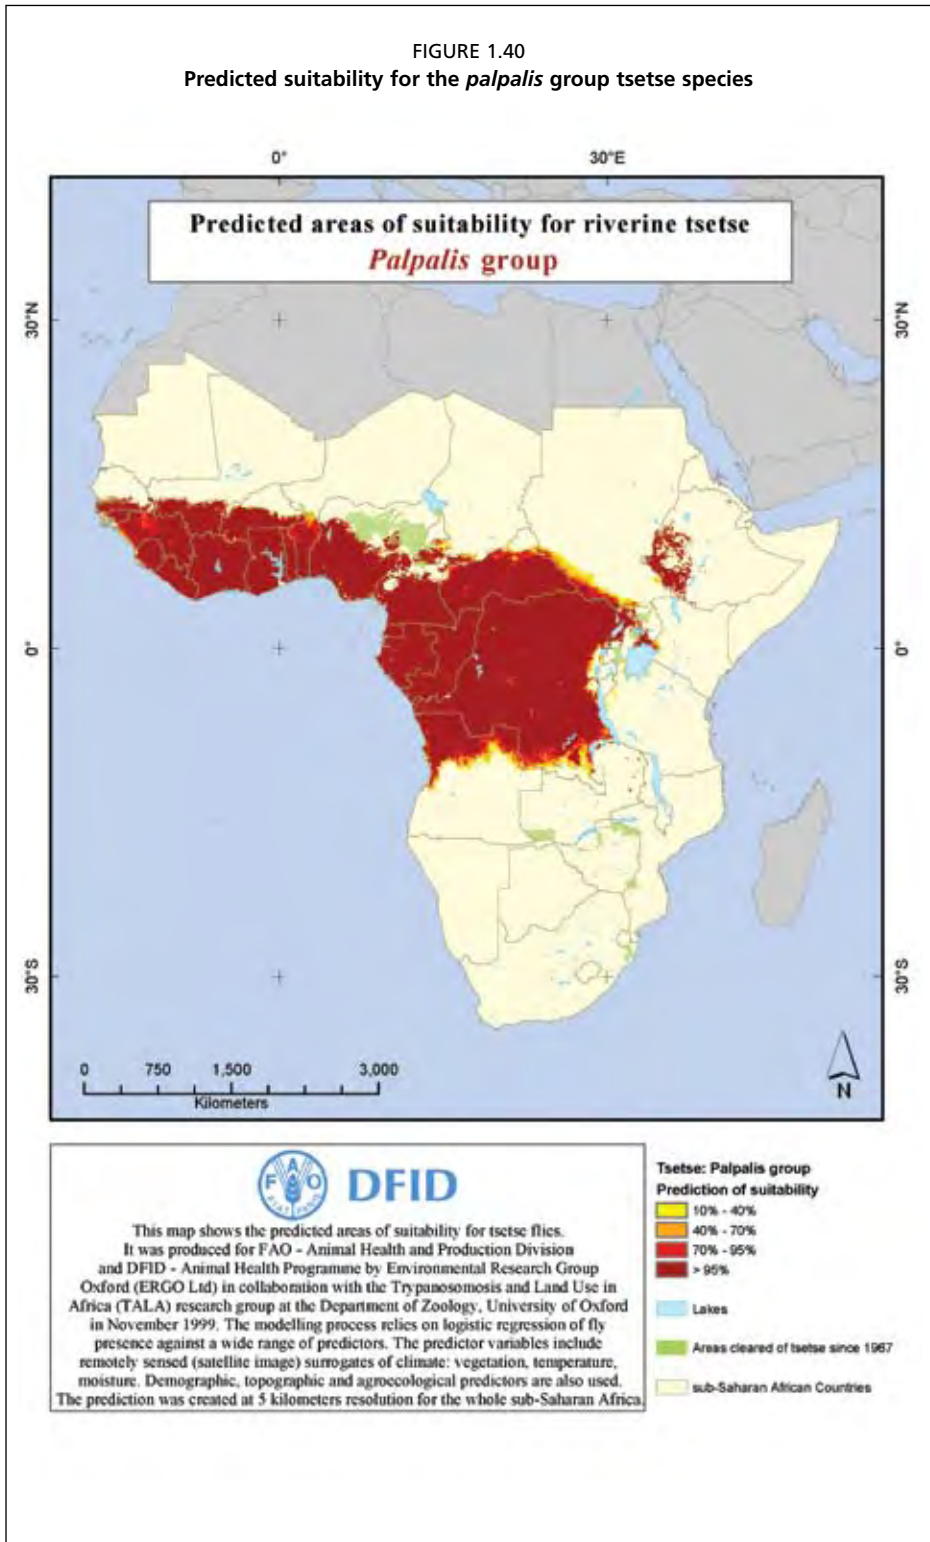 FIGURE 1.40
Predicted suitability for the palpalis group tsetse species
0° 30°E
Predicted areas of suitability for riverine tsetse
Palpalis group
30°N 30°N
0° 0°
30°S 30°S
0 750 1,500 3,000
Kilometers
N
F A O
FIAT PANIS
DFID
This map shows the predicted areas of suitability for tsetse flies.
It was produced for FAO - Animal Health and Production Division
and DFID - Animal Health Programme by Environmental Research Group
Oxford (ERGO Ltd) in collaboration with the Trypanosomosis and Land Use in
Africa (TALA) research group at the Department of Zoology, University of Oxford
in November 1999. The modelling process relies on logistic regression of fly
presence against a wide range of predictors. The predictor variables include
remotely sensed (satellite image) surrogates of climate: vegetation, temperature,
moisture. Demographic, topographic and agroecological predictors are also used.
The prediction was created at 5 kilometers resolution for the whole sub-Saharan Africa.
Tsetse: Palpalis group
Prediction of suitability
10% - 40%
40% - 70%
70% - 95%
> 95%
Lakes
Areas cleared of tsetse since 1967
sub-Saharan African Countries